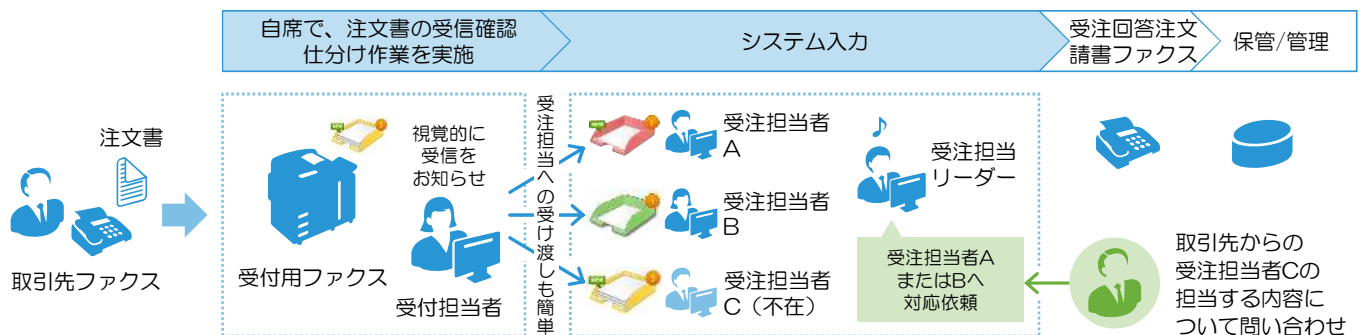 自席で、注文書の受信確認
仕分け作業を実施
システム入力
受注回答注文
請書ファクス
保管/管理
注文書
取引先ファクス
視覚的に
受信を
お知らせ
受付用ファクス
受付担当者
受注担当への受け渡しも簡単
受注担当者
A
受注担当者
B
受注担当者
C（不在）
受注担当
リーダー
受注担当者A
またはBへ
対応依頼
取引先からの
受注担当者Cの
担当する内容に
ついて問い合わせ